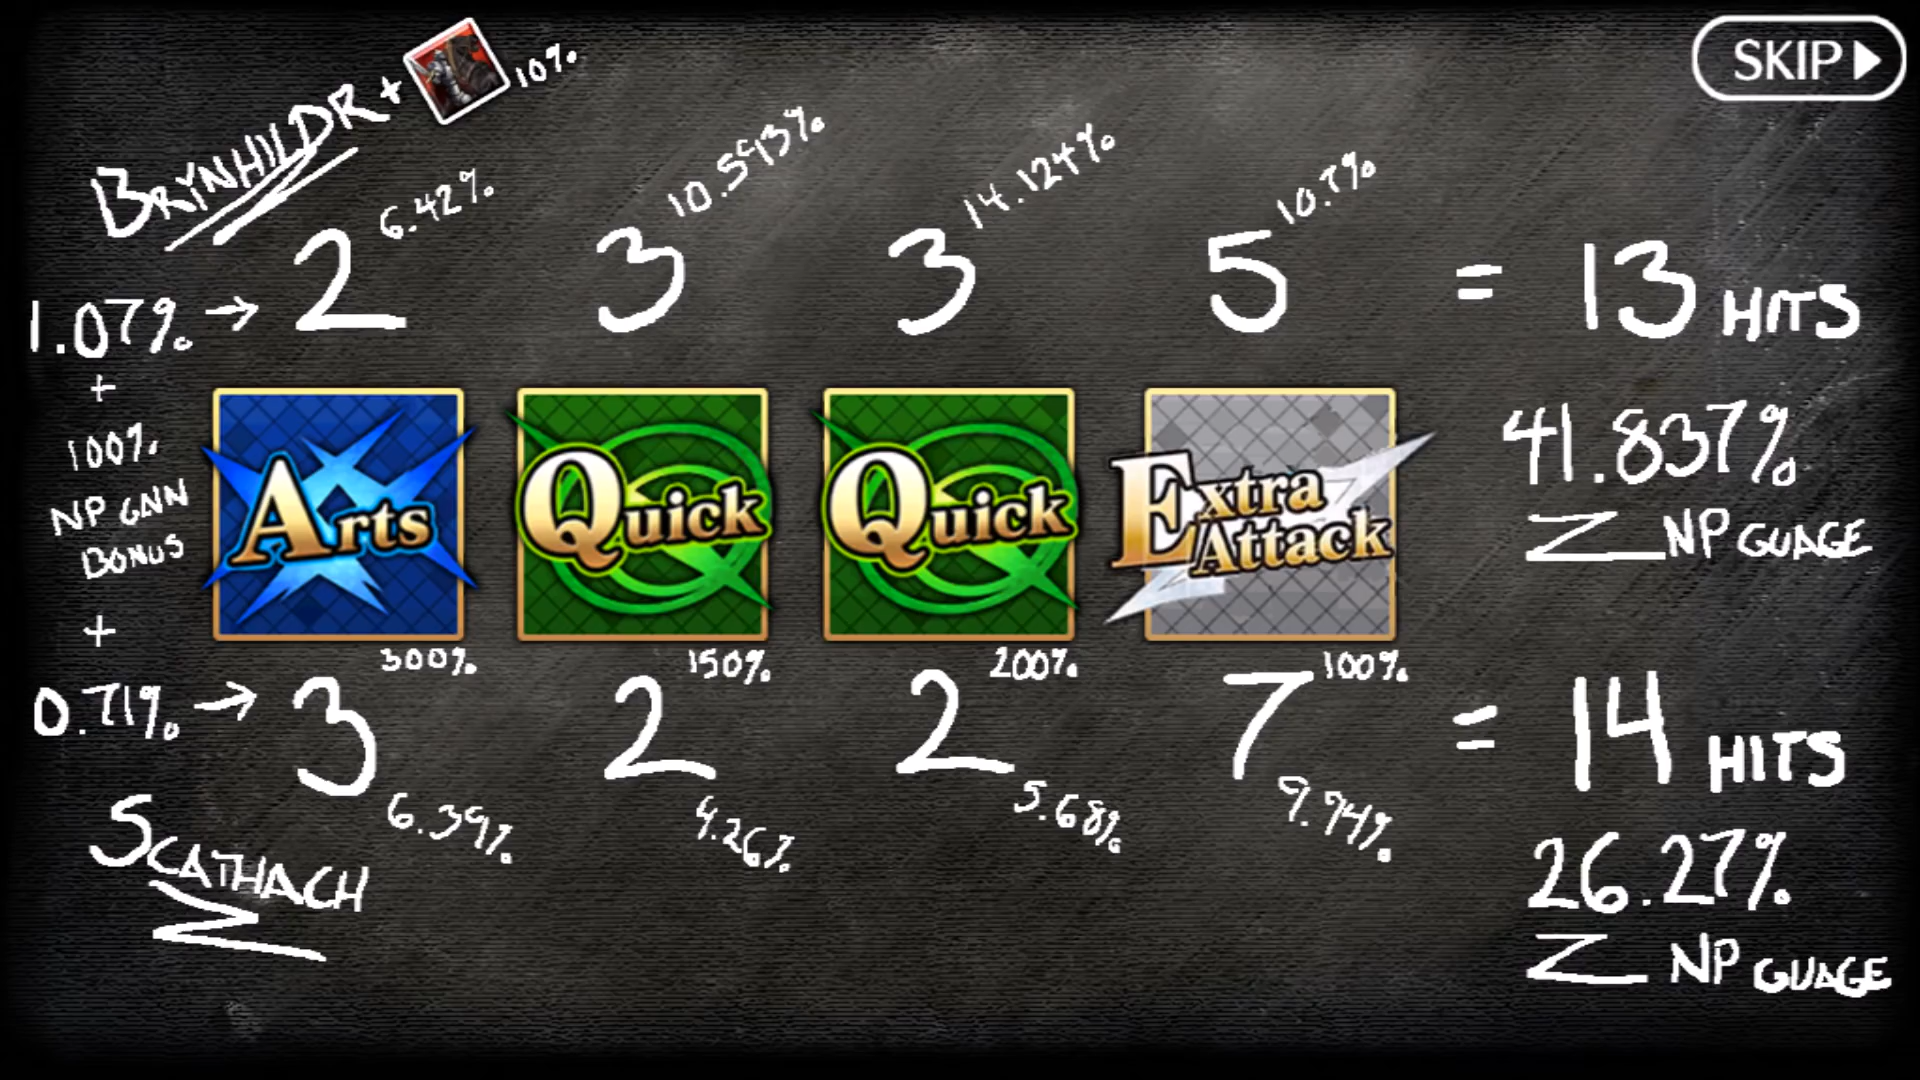 SKIP
BRYNHILDR + 10%
6.42% 10.593% 14.124% 10.7%
1.07% → 2 3 3 5 = 13 HITS
+
100%
NP GAIN
BONUS
+
Arts Quick Quick Extra Attack
41.837%
NP GUAGE
300% 150% 200% 100%
0.71% → 3 2 2 7 = 14 HITS
6.39% 4.26% 5.68% 9.94%
SCATHACH
26.27%
NP GUAGE